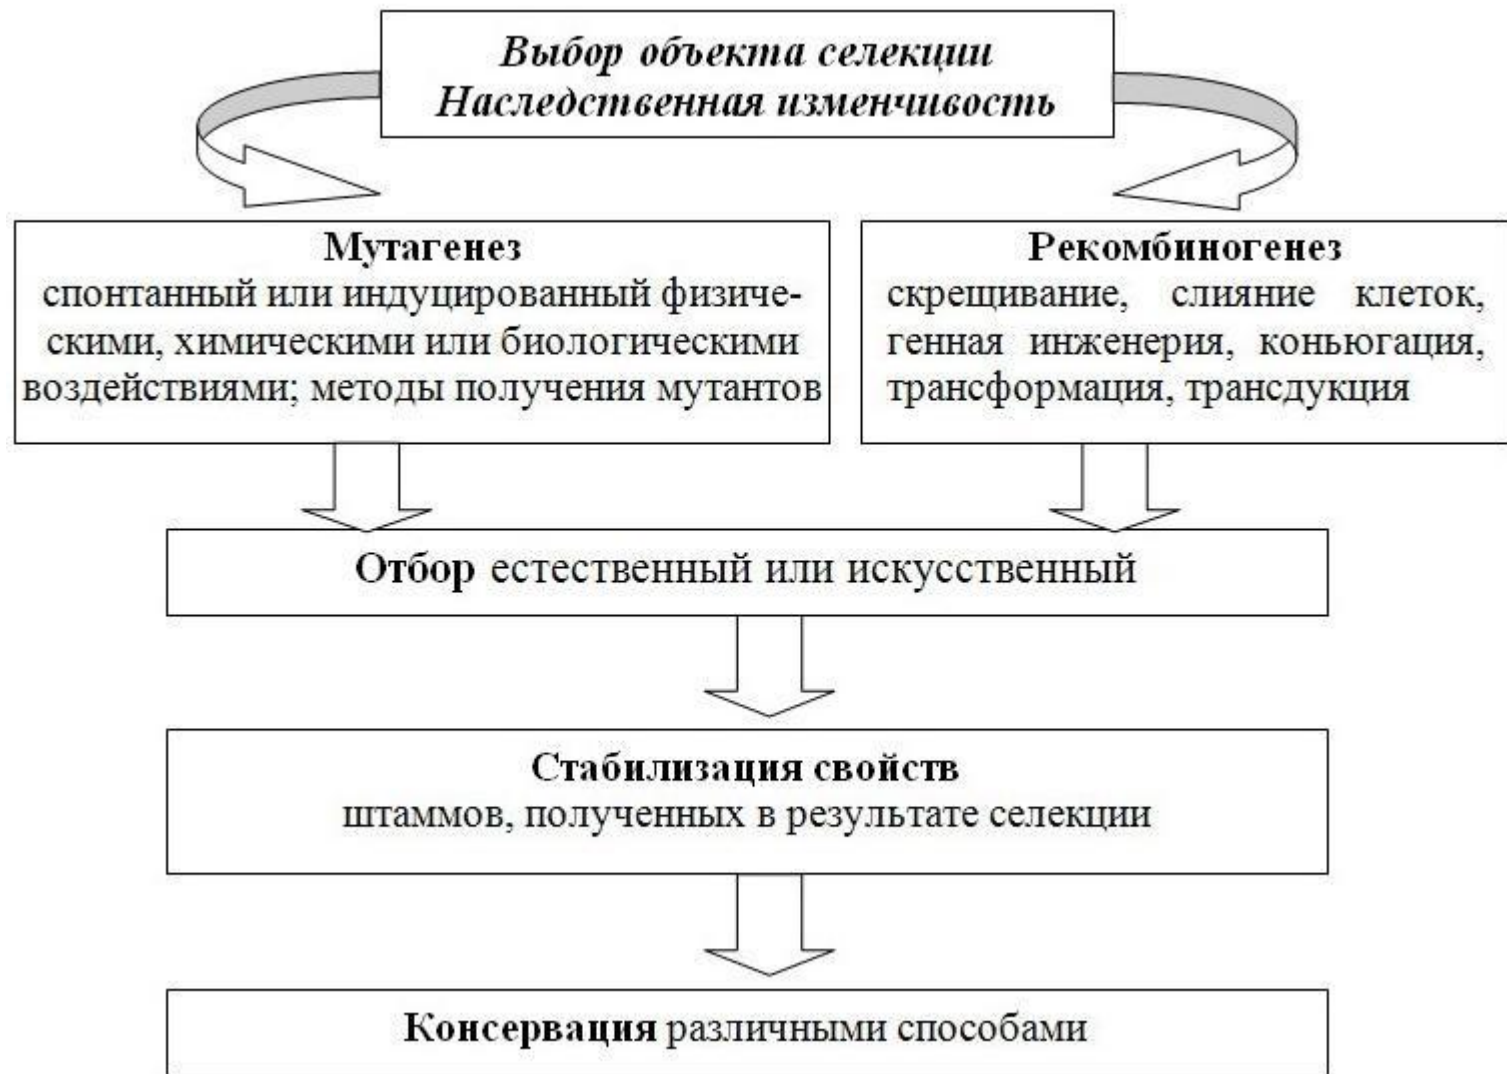 Выбор объекта селекции
Наследственная изменчивость
Мутагенез
спонтанный или индуцированный физиче-
скими, химическими или биологическими
воздействиями; методы получения мутантов
Рекомбиногенез
скрещивание, слияние клеток,
генная инженерия, коньюгация,
трансформация, трансдукция
Отбор естественный или искусственный
Стабилизация свойств
штаммов, полученных в результате селекции
Консервация различными способами